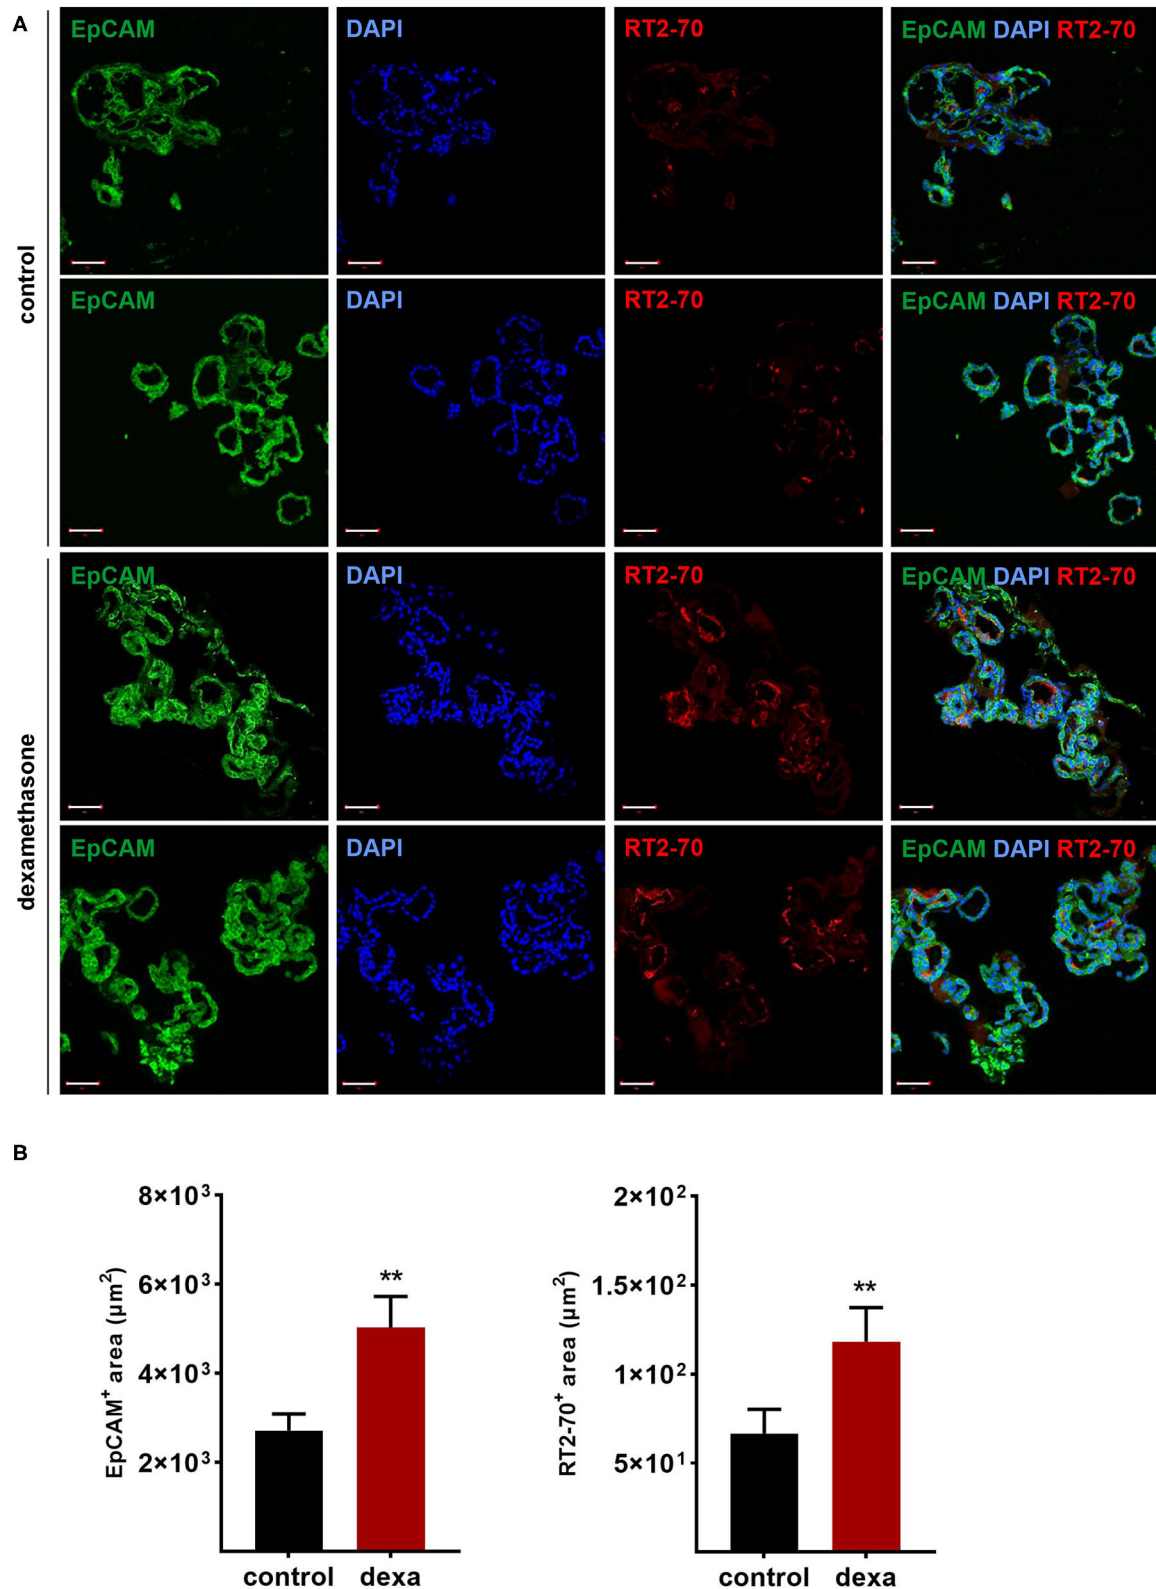 A
EpCAM DAPI RT2-70 EpCAM DAPI RT2-70
control
EpCAM DAPI RT2-70 EpCAM DAPI RT2-70
EpCAM DAPI RT2-70 EpCAM DAPI RT2-70
dexamethasone
EpCAM DAPI RT2-70 EpCAM DAPI RT2-70
B
EpCAM⁺ area (µm²)
8×10³
6×10³
4×10³
2×10³
**
control dexa
RT2-70⁺ area (µm²)
2×10²
1.5×10²
1×10²
5×10¹
**
control dexa